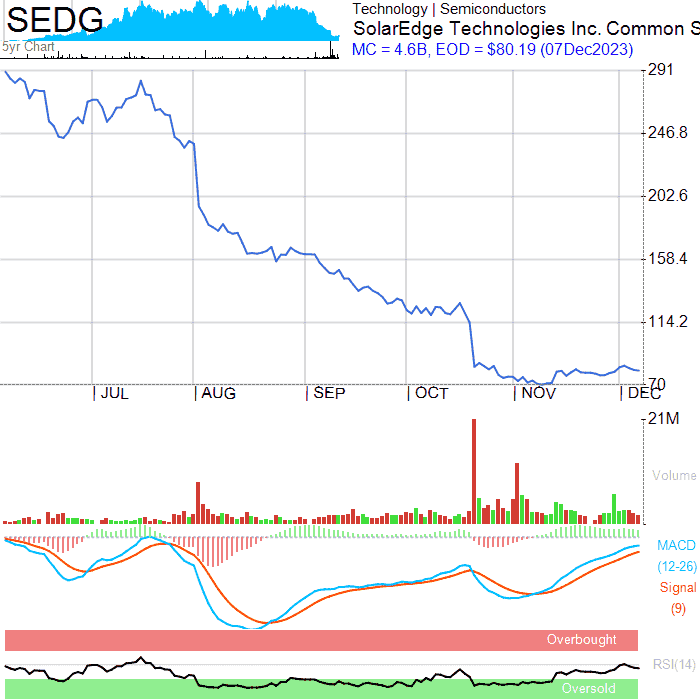 SEDG
5yr Chart
Technology | Semiconductors
SolarEdge Technologies Inc. Common S
MC = 4.6B, EOD = $80.19 (07Dec2023)
291
246.8
202.6
158.4
114.2
70
JUL AUG SEP OCT NOV DEC
21M
Volume
MACD
(12-26)
Signal
(9)
Overbought
RSI(14)
Oversold